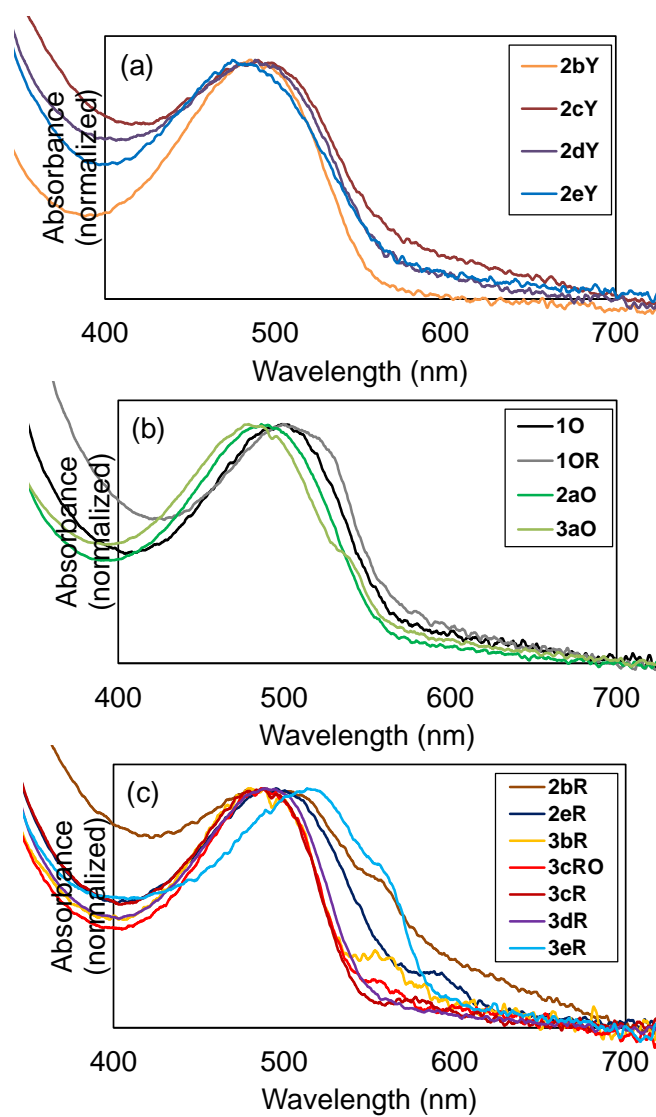 (a)
2bY
2cY
2dY
2eY
Absorbance
(normalized)
400
500
600
700
Wavelength (nm)
(b)
1O
1OR
2aO
3aO
Absorbance
(normalized)
400
500
600
700
Wavelength (nm)
(c)
2bR
2eR
3bR
3cRO
3cR
3dR
3eR
Absorbance
(normalized)
400
500
600
700
Wavelength (nm)